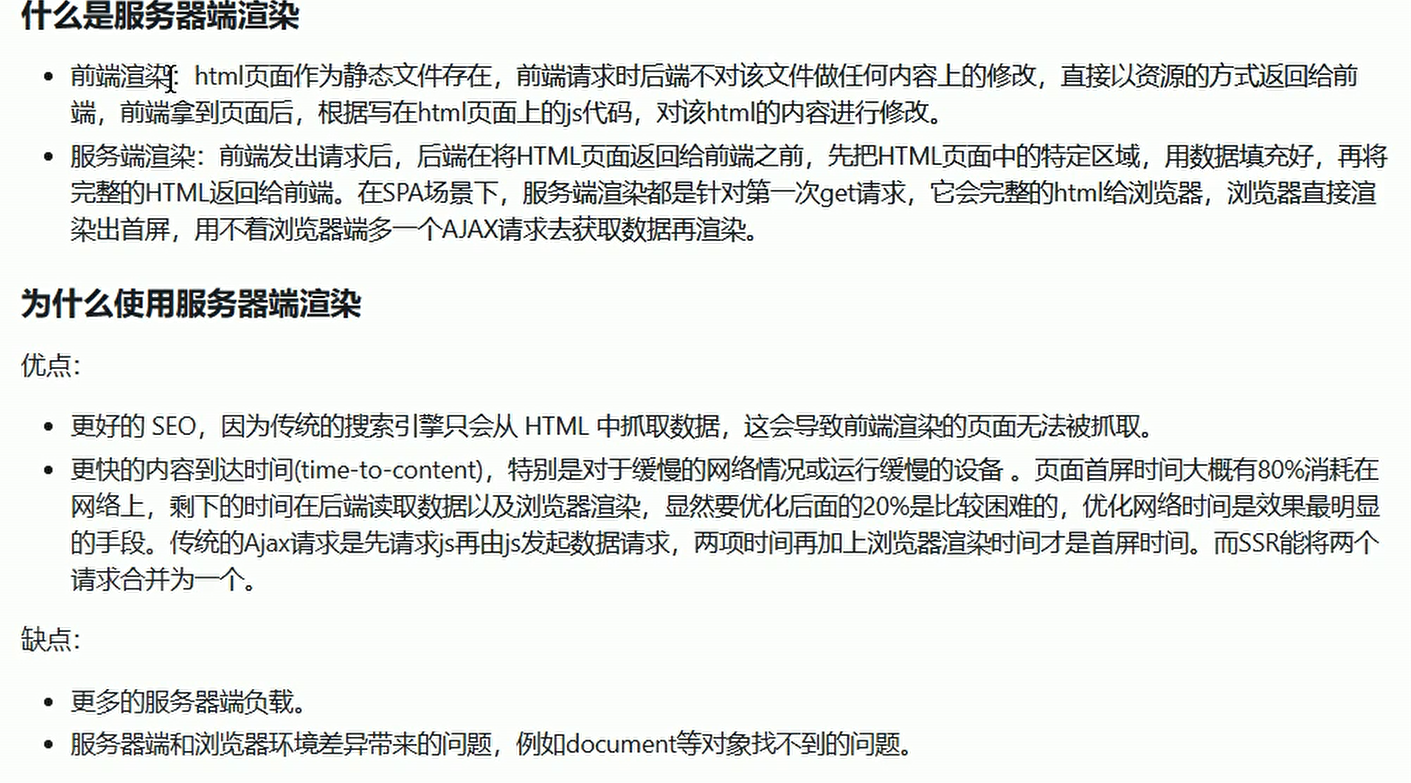 什么是服务器端渲染
前端渲染：html页面作为静态文件存在，前端请求时后端不对该文件做任何内容上的修改，直接以资源的方式返回给前
端，前端拿到页面后，根据写在html页面上的js代码，对该html的内容进行修改。
服务端渲染：前端发出请求后，后端在将HTML页面返回给前端之前，先把HTML页面中的特定区域，用数据填充好，再将
完整的HTML返回给前端。在SPA场景下，服务端渲染都是针对第一次get请求，它会完整的html给浏览器，浏览器直接渲
染出首屏，用不着浏览器端多一个AJAX请求去获取数据再渲染。
为什么使用服务器端渲染
优点：
更好的 SEO，因为传统的搜索引擎只会从 HTML 中抓取数据，这会导致前端渲染的页面无法被抓取。
更快的内容到达时间(time-to-content)，特别是对于缓慢的网络情况或运行缓慢的设备 。页面首屏时间大概有80%消耗在
网络上，剩下的时间在后端读取数据以及浏览器渲染，显然要优化后面的20%是比较困难的，优化网络时间是效果最明显
的手段。传统的Ajax请求是先请求js再由js发起数据请求，两项时间再加上浏览器渲染时间才是首屏时间。而SSR能将两个
请求合并为一个。
缺点：
更多的服务器端负载。
服务器端和浏览器环境差异带来的问题，例如document等对象找不到的问题。